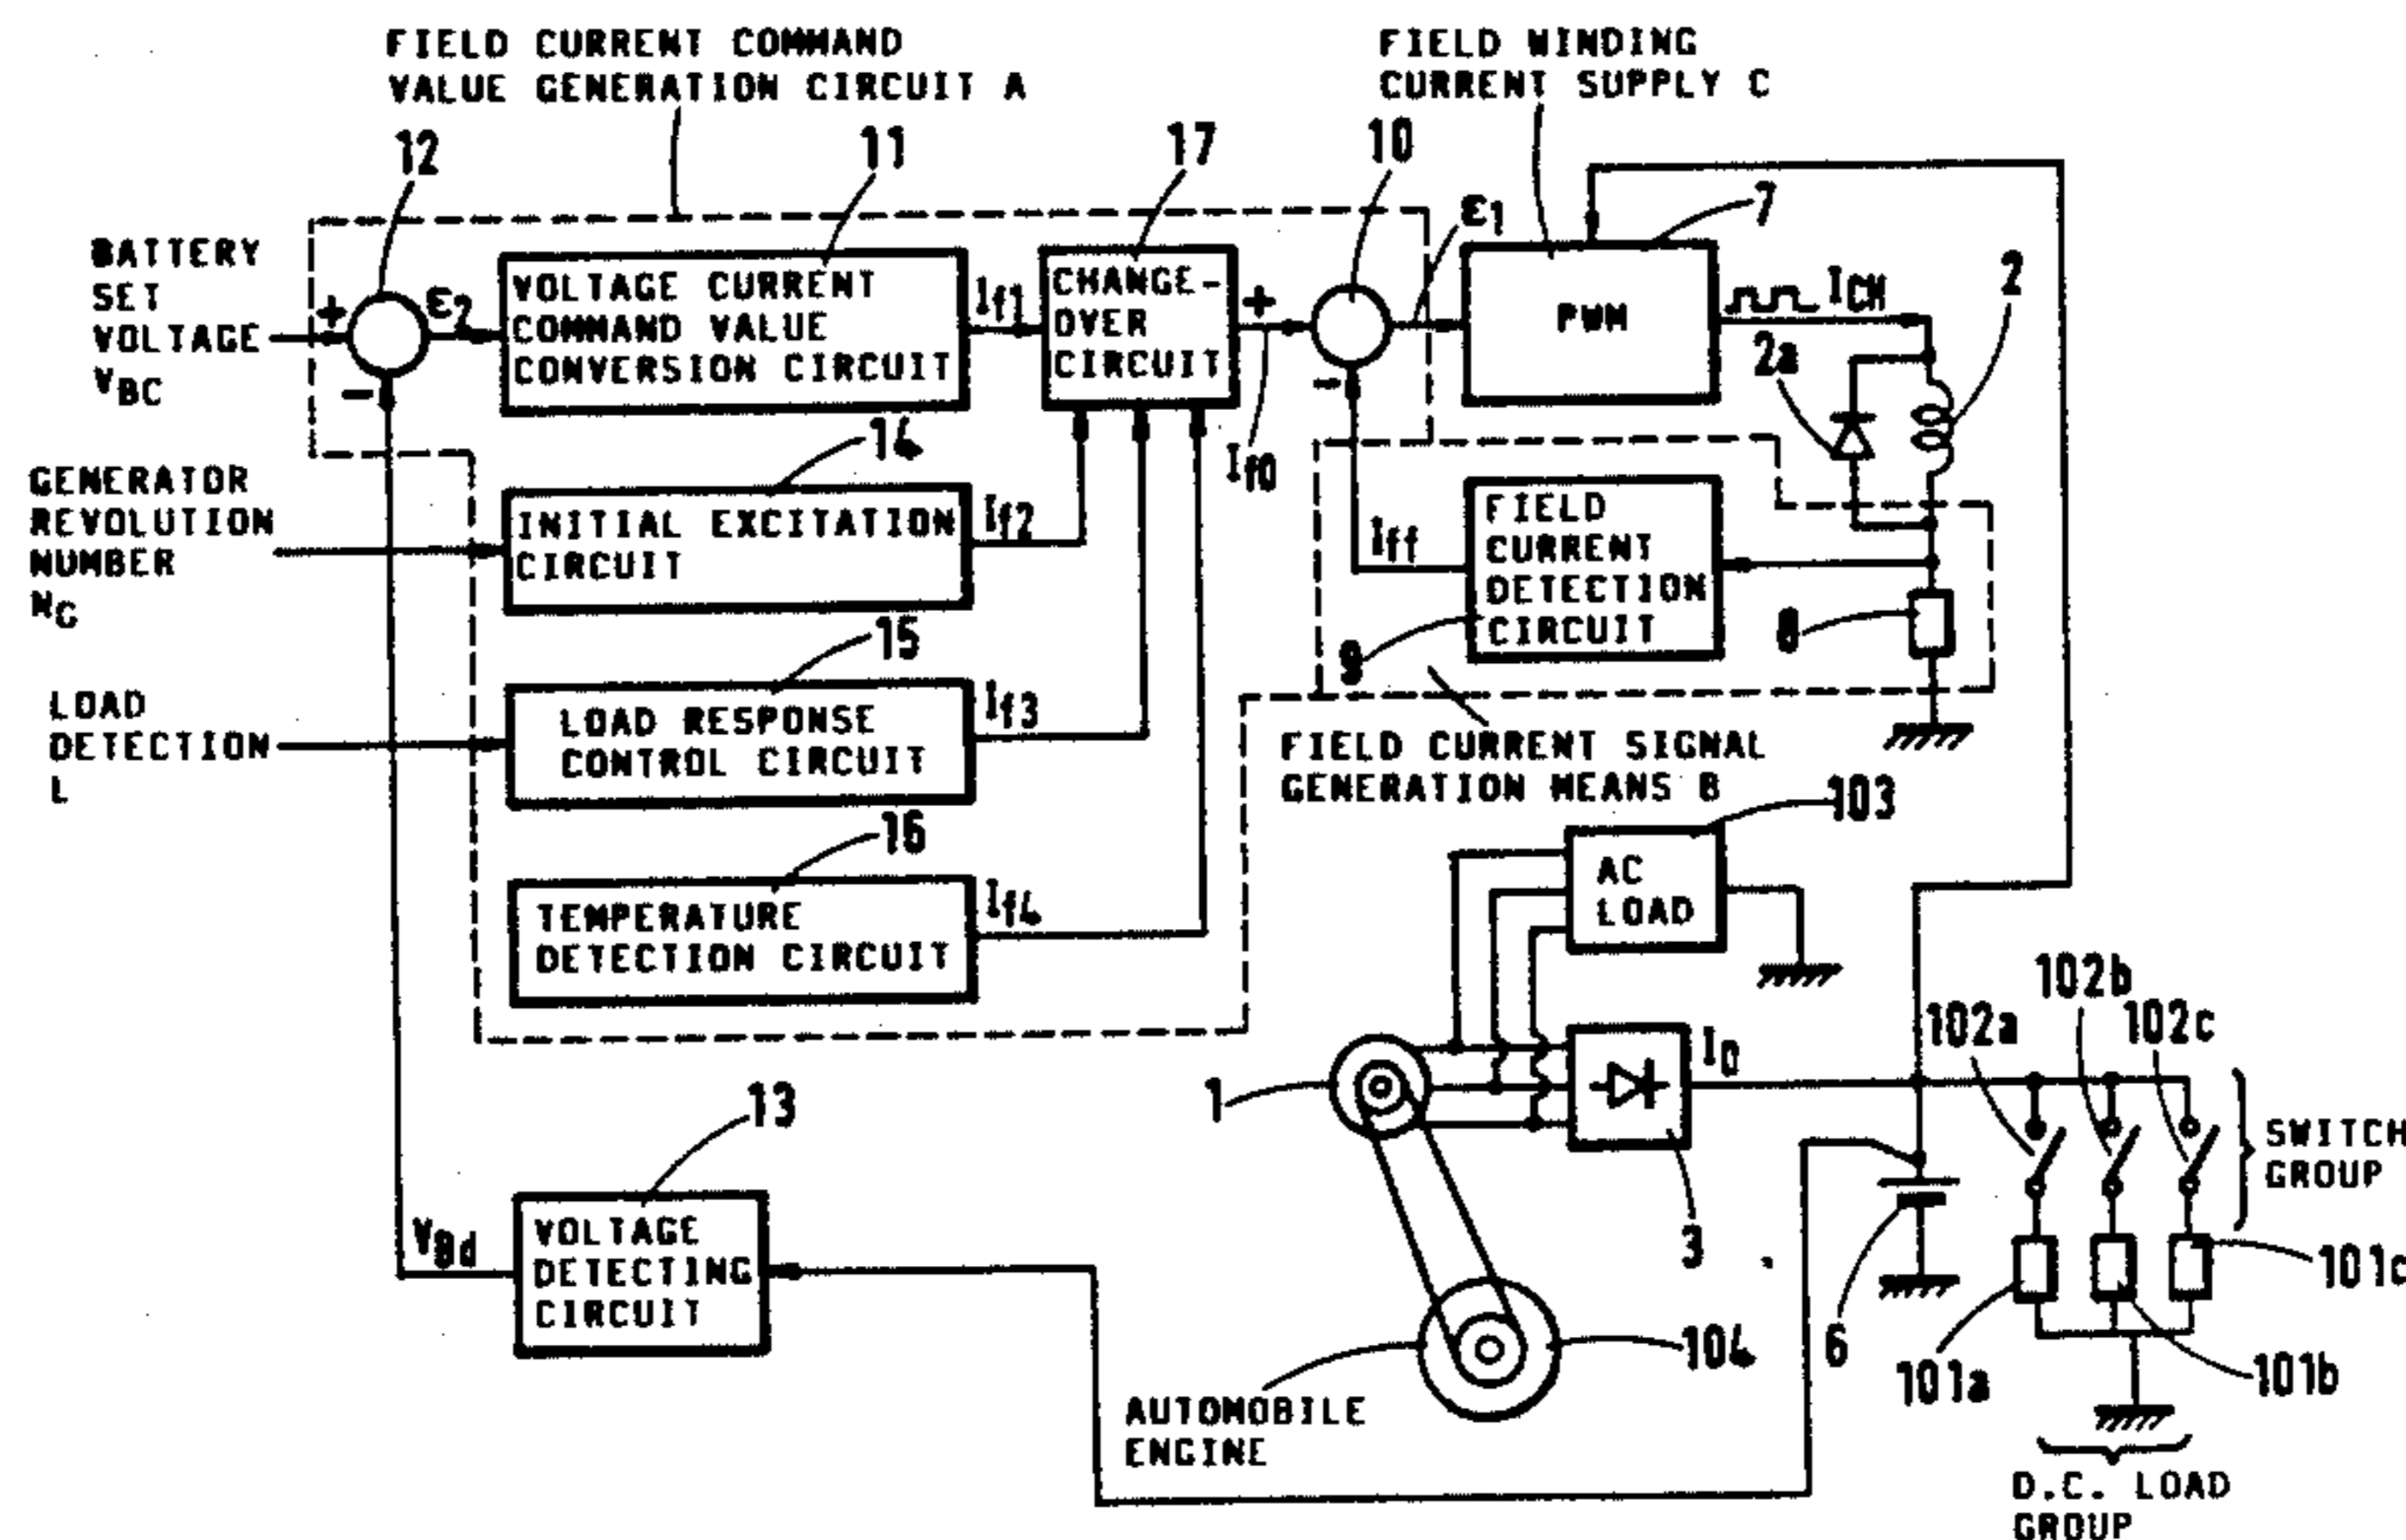 FIELD CURRENT COMMAND
VALUE GENERATION CIRCUIT A
FIELD WINDING
CURRENT SUPPLY C
12
11
17
10
7
2
BATTERY
SET
VOLTAGE
VBC
+
-
ε2
VOLTAGE CURRENT
COMMAND VALUE
CONVERSION CIRCUIT
If1
CHANGE-
OVER
CIRCUIT
+
-
If0
ε1
PWM
ICH
2a
GENERATOR
REVOLUTION
NUMBER
NG
14
INITIAL EXCITATION
CIRCUIT
If2
Iff
FIELD
CURRENT
DETECTION
CIRCUIT
9
8
LOAD
DETECTION
L
15
LOAD RESPONSE
CONTROL CIRCUIT
If3
FIELD CURRENT SIGNAL
GENERATION MEANS B
16
TEMPERATURE
DETECTION CIRCUIT
If4
103
AC
LOAD
102a
102b
102c
1
I0
3
SWITCH
GROUP
13
VOLTAGE
DETECTING
CIRCUIT
VBd
6
101a
101b
101c
104
AUTOMOBILE
ENGINE
D.C. LOAD
GROUP